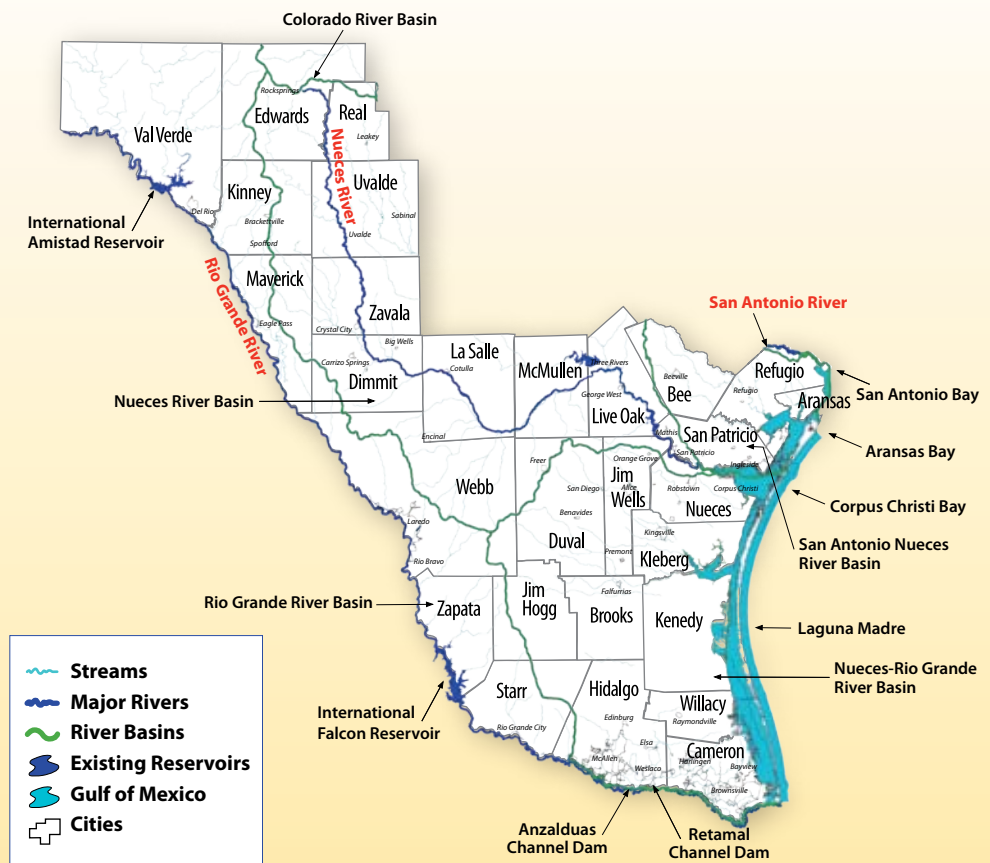 Colorado River Basin
Rocksprings
Edwards
Real
Leakey
Val Verde
Nueces River
Kinney
Uvalde
International
Amistad Reservoir
Del Rio
Brackettville
Spofford
Sabinal
Uvalde
Rio Grande River
Maverick
Eagle Pass
Zavala
Crystal City
Big Wells
Carrizo Springs
Dimmit
La Salle
Cotulla
McMullen
Three Rivers
George West
Live Oak
San Antonio River
Beeville
Bee
Refugio
Refugio
Aransas
San Antonio Bay
Nueces River Basin
Mathis
San Patricio
San Patricio
Ingleside
Aransas Bay
Encinal
Webb
Freer
Orange Grove
San Diego
Alice
Jim
Wells
Robstown
Corpus Christi
Nueces
Corpus Christi Bay
Benavides
Duval
Kingsville
Kleberg
Premont
San Antonio Nueces
River Basin
Laredo
Rio Bravo
Rio Grande River Basin
Zapata
Jim
Hogg
Falfurrias
Brooks
Kenedy
Laguna Madre
Nueces-Rio Grande
River Basin
International
Falcon Reservoir
Starr
Rio Grande City
Hidalgo
Edinburg
Willacy
Raymondville
Elsa
McAllen
Weslaco
Cameron
Harlingen
Bayview
Brownsville
Anzalduas
Channel Dam
Retamal
Channel Dam
Streams
Major Rivers
River Basins
Existing Reservoirs
Gulf of Mexico
Cities